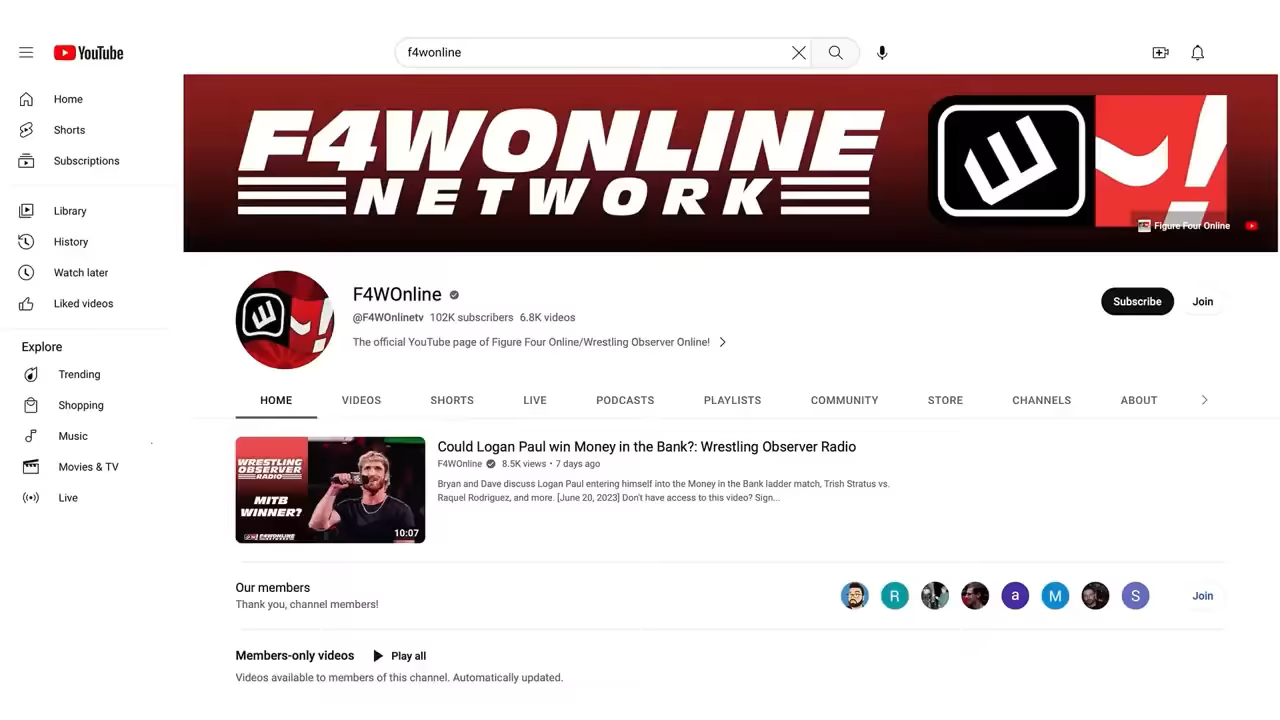 YouTube
f4wonline
Home
Shorts
Subscriptions
Library
History
Watch later
Liked videos
Explore
Trending
Shopping
Music
Movies & TV
Live
F4WONLINE
NETWORK
Figure Four Online
F4WOnline
@F4WOnlinetv 102K subscribers 6.8K videos
The official YouTube page of Figure Four Online/Wrestling Observer Online!
Subscribe
Join
HOME VIDEOS SHORTS LIVE PODCASTS PLAYLISTS COMMUNITY STORE CHANNELS ABOUT
WRESTLING
OBSERVER
RADIO
MITB
WINNER?
F4WONLINE
NETWORK
10:07
Could Logan Paul win Money in the Bank?: Wrestling Observer Radio
F4WOnline 8.5K views • 7 days ago
Bryan and Dave discuss Logan Paul entering himself into the Money in the Bank ladder match, Trish Stratus vs.
Raquel Rodriguez, and more. [June 20, 2023] Don't have access to this video? Sign...
Our members
Thank you, channel members!
R
a
M
S
Join
Members-only videos Play all
Videos available to members of this channel. Automatically updated.